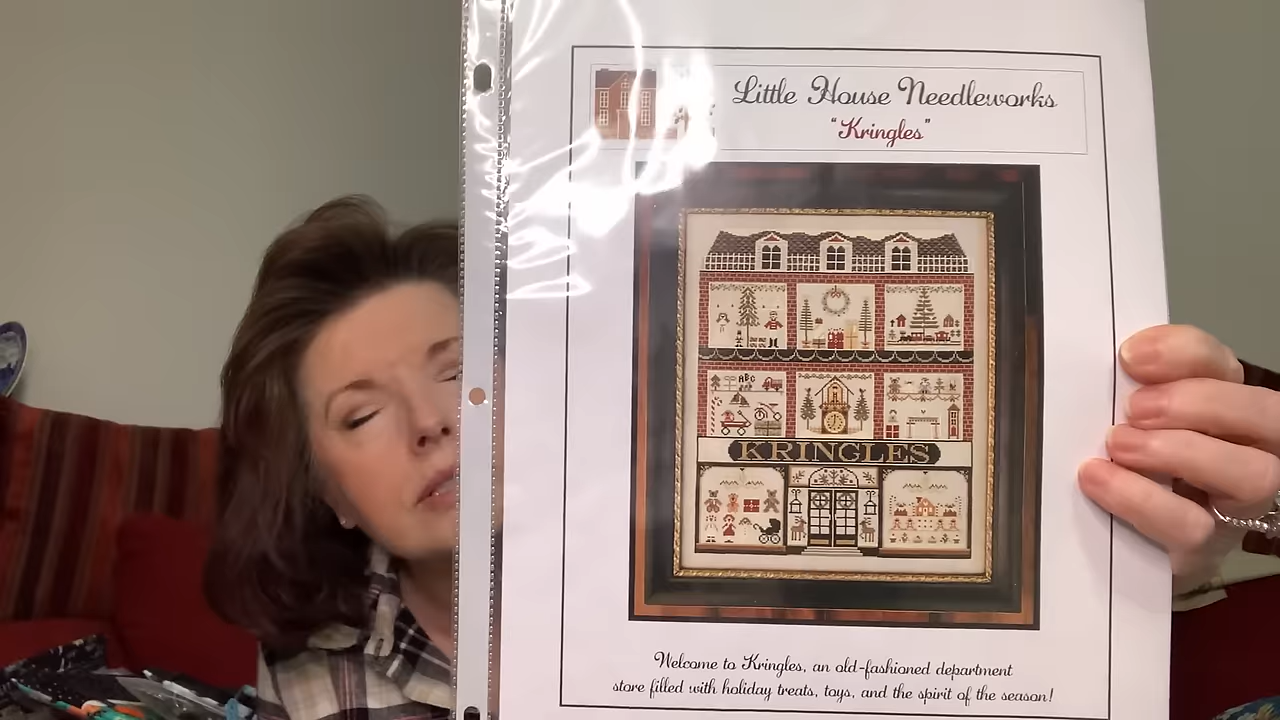 Little House Needleworks
"Kringles"
ABC
KRINGLES
Welcome to Kringles, an old-fashioned department
store filled with holiday treats, toys, and the spirit of the season!